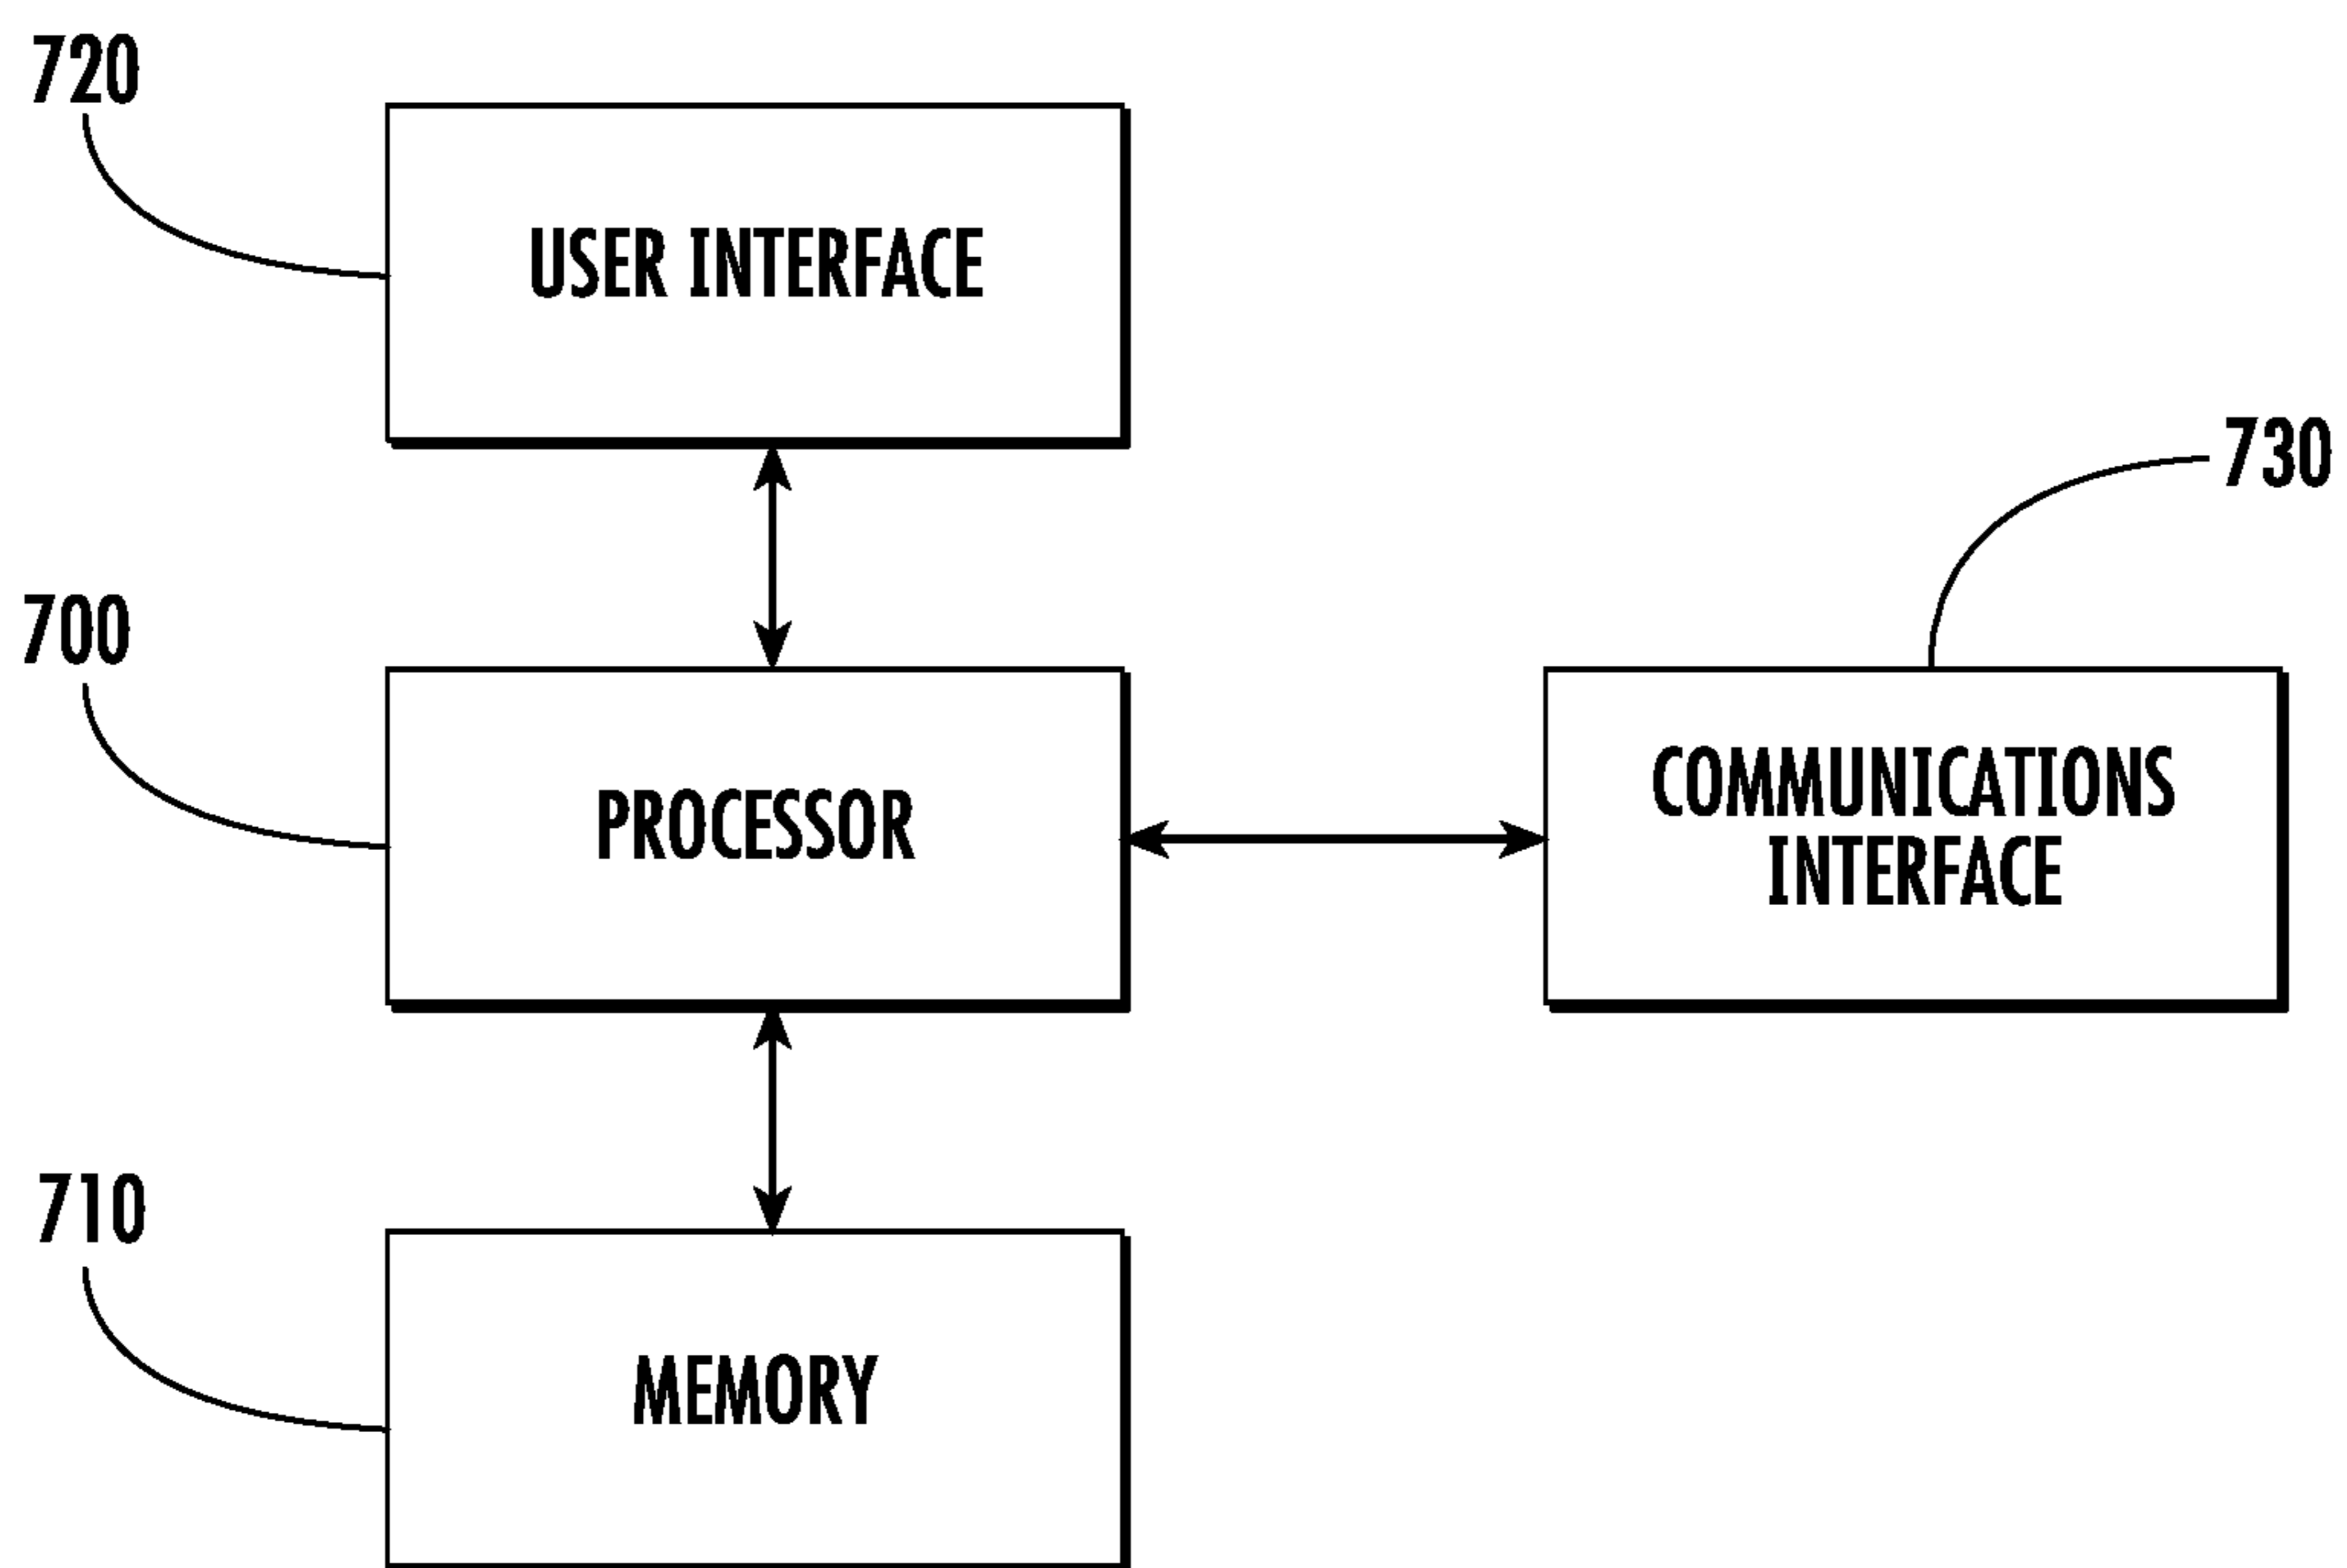 720
USER INTERFACE
730
700
PROCESSOR
COMMUNICATIONS
INTERFACE
710
MEMORY